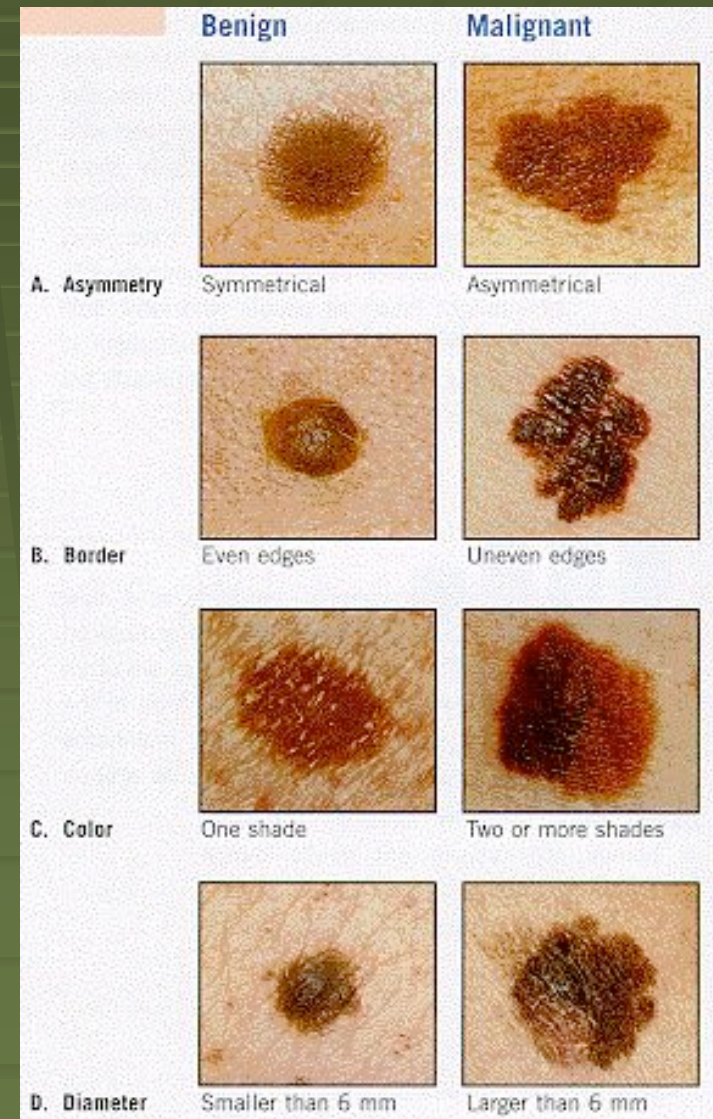 Benign Malignant
A. Asymmetry Symmetrical Asymmetrical
B. Border Even edges Uneven edges
C. Color One shade Two or more shades
D. Diameter Smaller than 6 mm Larger than 6 mm